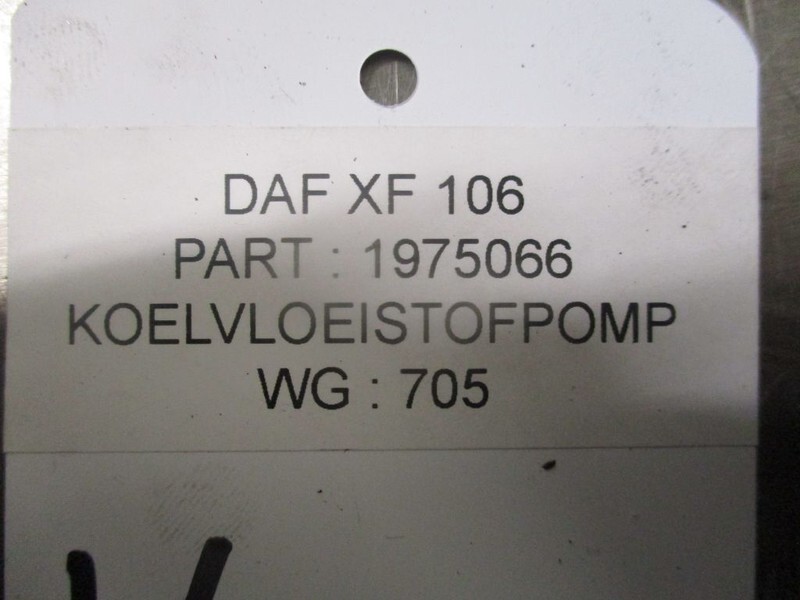 DAF XF 106
PART : 1975066
KOELVLOEISTOFPOMP
WG : 705